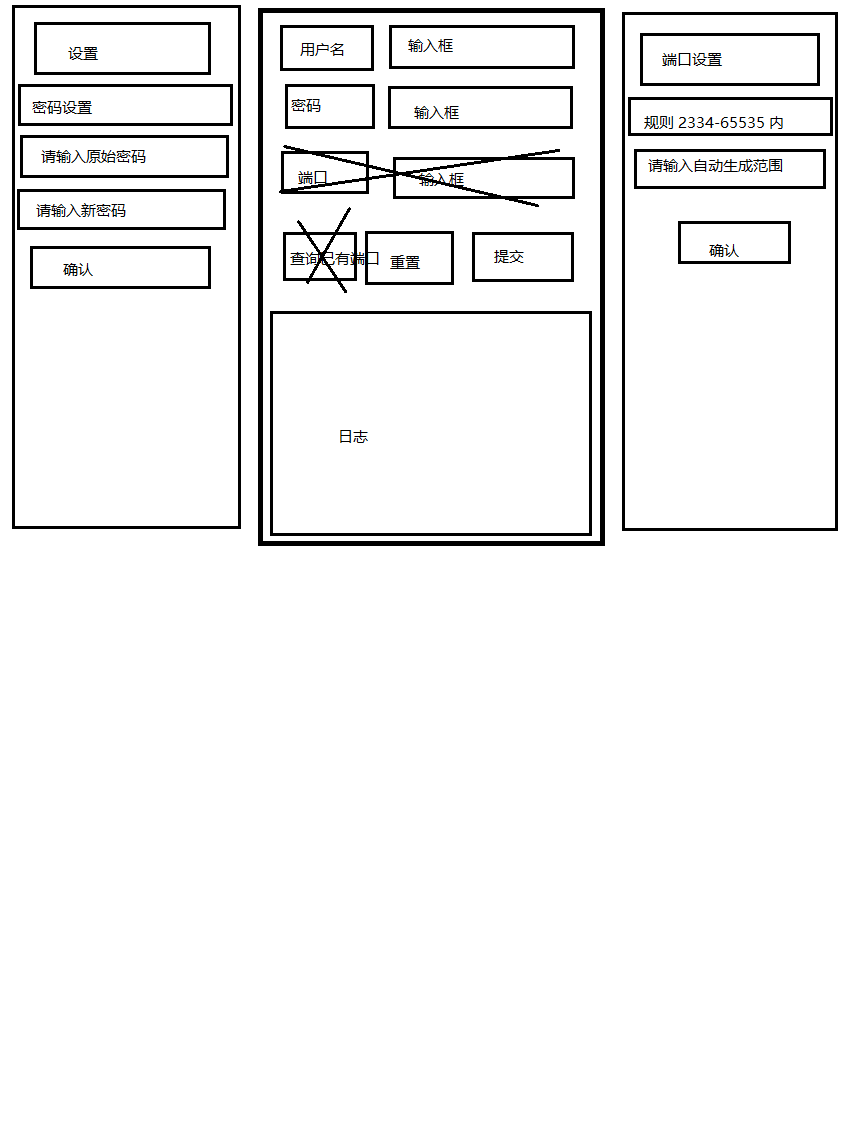 设置
密码设置
请输入原始密码
请输入新密码
确认
用户名
输入框
密码
输入框
端口
输入框
查询已有端口
重置
提交
日志
端口设置
规则 2334-65535 内
请输入自动生成范围
确认